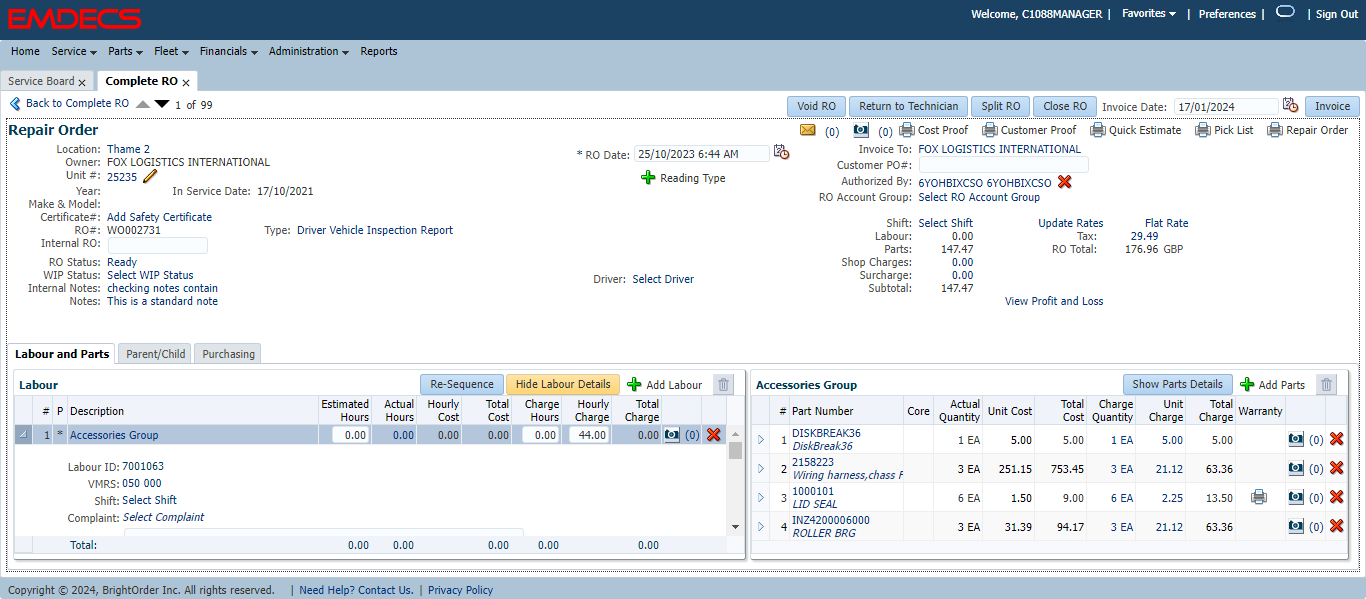 EMDECS
Welcome, C1088MANAGER | Favorites | Preferences | | Sign Out
Home Service Parts Fleet Financials Administration Reports
Service Board x Complete RO x
Back to Complete RO 1 of 99 Void RO Return to Technician Split RO Close RO Invoice Date: 17/01/2024 Invoice
Repair Order (0) (0) Cost Proof Customer Proof Quick Estimate Pick List Repair Order
Location: Thame 2
Owner: FOX LOGISTICS INTERNATIONAL
Unit #: 25235
Year: In Service Date: 17/10/2021
Make & Model:
Certificate#: Add Safety Certificate
RO#: WO002731 Type: Driver Vehicle Inspection Report
Internal RO:
RO Status: Ready
WIP Status: Select WIP Status
Internal Notes: checking notes contain
Notes: This is a standard note
* RO Date: 25/10/2023 6:44 AM
Reading Type
Driver: Select Driver
Invoice To: FOX LOGISTICS INTERNATIONAL
Customer PO#:
Authorized By: 6YOHBIXCSO 6YOHBIXCSO
RO Account Group: Select RO Account Group
Shift: Select Shift Update Rates Flat Rate
Labour: 0.00 Tax: 29.49
Parts: 147.47 RO Total: 176.96 GBP
Shop Charges: 0.00
Surcharge: 0.00
Subtotal: 147.47
View Profit and Loss
Labour and Parts Parent/Child Purchasing
Labour Re-Sequence Hide Labour Details Add Labour
# P Description Estimated Hours Actual Hours Hourly Cost Total Cost Charge Hours Hourly Charge Total Charge
1 * Accessories Group 0.00 0.00 0.00 0.00 0.00 44.00 0.00 (0)
Labour ID: 7001063
VMRS: 050 000
Shift: Select Shift
Complaint: Select Complaint
Total: 0.00 0.00 0.00 0.00 0.00
Accessories Group Show Parts Details Add Parts
# Part Number Core Actual Quantity Unit Cost Total Cost Charge Quantity Unit Charge Total Charge Warranty
1 DISKBREAK36 1 EA 5.00 5.00 1 EA 5.00 5.00 (0)
DiskBreak36
2 2158223 3 EA 251.15 753.45 3 EA 21.12 63.36 (0)
Wiring harness,chass F
3 1000101 6 EA 1.50 9.00 6 EA 2.25 13.50 (0)
LID SEAL
4 INZ4200006000 3 EA 31.39 94.17 3 EA 21.12 63.36 (0)
ROLLER BRG
Copyright © 2024, BrightOrder Inc. All rights reserved. | Need Help? Contact Us. | Privacy Policy